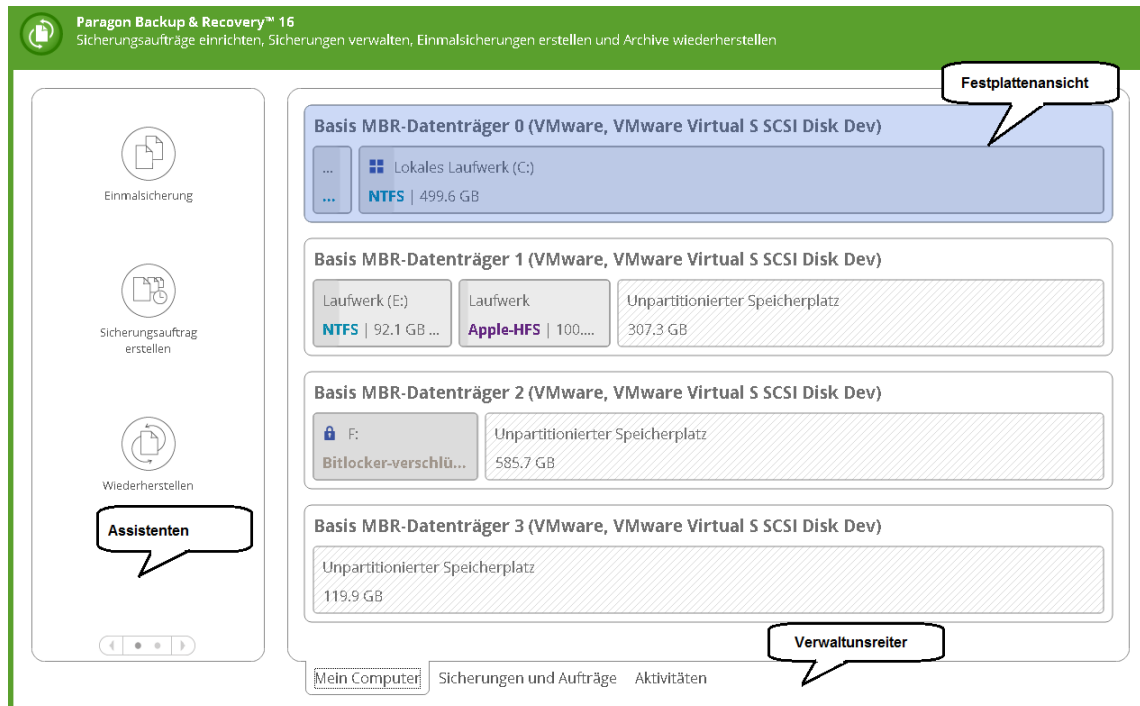 Paragon Backup & Recovery™ 16
Sicherungsaufträge einrichten, Sicherungen verwalten, Einmalsicherungen erstellen und Archive wiederherstellen
Festplattenansicht
Einmalsicherung
Sicherungsauftrag
erstellen
Wiederherstellen
Assistenten
Basis MBR-Datenträger 0 (VMware, VMware Virtual S SCSI Disk Dev)
... Lokales Laufwerk (C:)
... NTFS | 499.6 GB
Basis MBR-Datenträger 1 (VMware, VMware Virtual S SCSI Disk Dev)
Laufwerk (E:) Laufwerk Unpartitionierter Speicherplatz
NTFS | 92.1 GB ... Apple-HFS | 100.... 307.3 GB
Basis MBR-Datenträger 2 (VMware, VMware Virtual S SCSI Disk Dev)
F: Unpartitionierter Speicherplatz
Bitlocker-verschlü... 585.7 GB
Basis MBR-Datenträger 3 (VMware, VMware Virtual S SCSI Disk Dev)
Unpartitionierter Speicherplatz
119.9 GB
Verwaltunsreiter
Mein Computer Sicherungen und Aufträge Aktivitäten